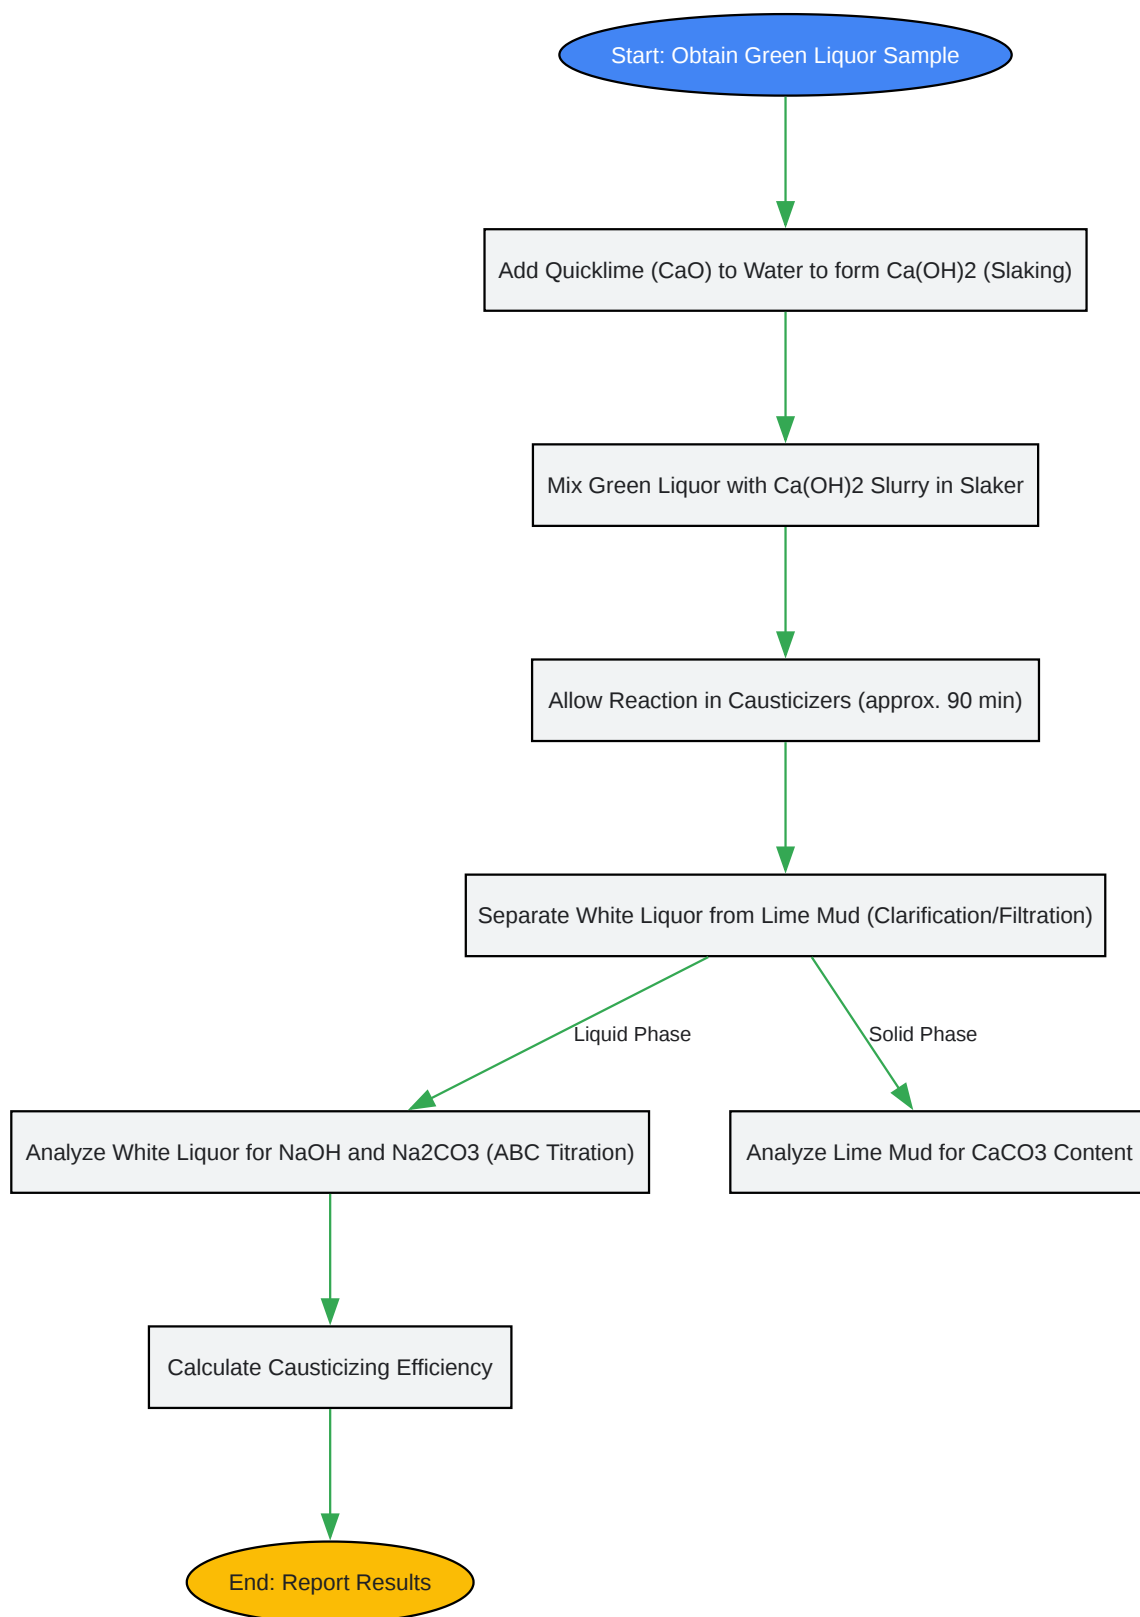 Start: Obtain Green Liquor Sample
Add Quicklime (CaO) to Water to form Ca(OH)2 (Slaking)
Mix Green Liquor with Ca(OH)2 Slurry in Slaker
Allow Reaction in Causticizers (approx. 90 min)
Separate White Liquor from Lime Mud (Clarification/Filtration)
Liquid Phase
Solid Phase
Analyze White Liquor for NaOH and Na2CO3 (ABC Titration)
Analyze Lime Mud for CaCO3 Content
Calculate Causticizing Efficiency
End: Report Results